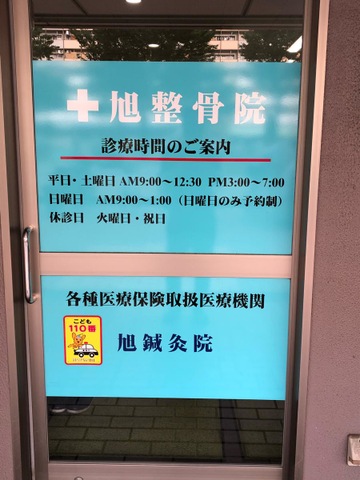 旭整骨院
診療時間のご案内
平日・土曜日 AM9:00〜12:30 PM3:00〜7:00
日曜日 AM9:00〜1:00（日曜日のみ予約制）
休診日 火曜日・祝日
各種医療保険取扱医療機関
こども
110番
旭鍼灸院